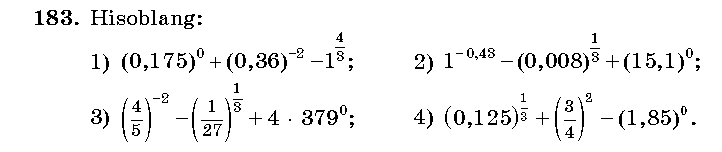 183. Hisoblang:
1) (0,175)⁰ + (0,36)⁻² − 1^{4/3}; 2) 1^{−0,43} − (0,008)^{1/3} + (15,1)⁰;
3) (4/5)⁻² − (1/27)^{1/3} + 4 · 379⁰; 4) (0,125)^{1/3} + (3/4)² − (1,85)⁰.